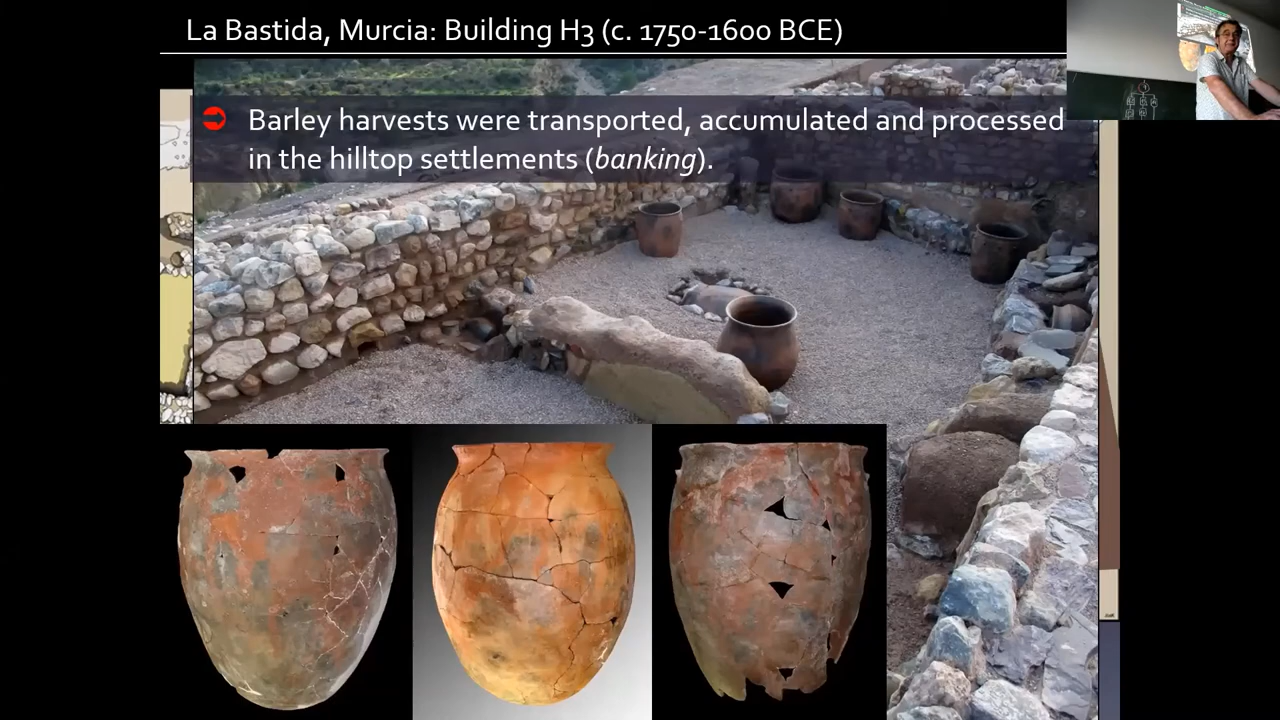 La Bastida, Murcia: Building H3 (c. 1750-1600 BCE)
Barley harvests were transported, accumulated and processed
in the hilltop settlements (banking).